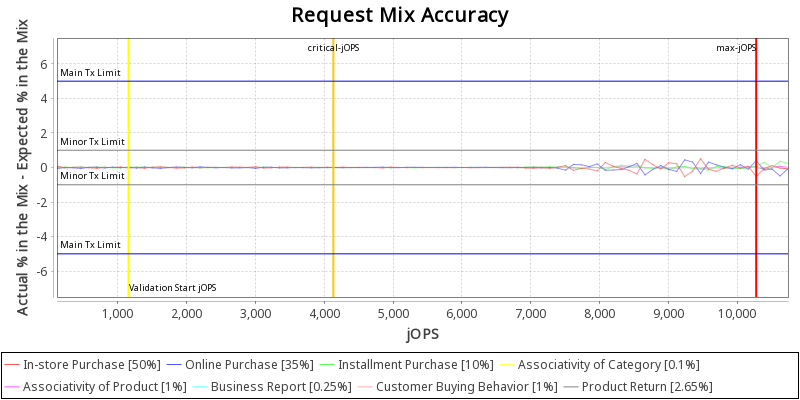 Request Mix Accuracy
Actual % in the Mix - Expected % in the Mix
6
4
2
0
-2
-4
-6
critical-jOPS
max-jOPS
Main Tx Limit
Minor Tx Limit
Minor Tx Limit
Main Tx Limit
Validation Start jOPS
1,000
2,000
3,000
4,000
5,000
6,000
7,000
8,000
9,000
10,000
jOPS
In-store Purchase [50%]
Online Purchase [35%]
Installment Purchase [10%]
Associativity of Category [0.1%]
Associativity of Product [1%]
Business Report [0.25%]
Customer Buying Behavior [1%]
Product Return [2.65%]